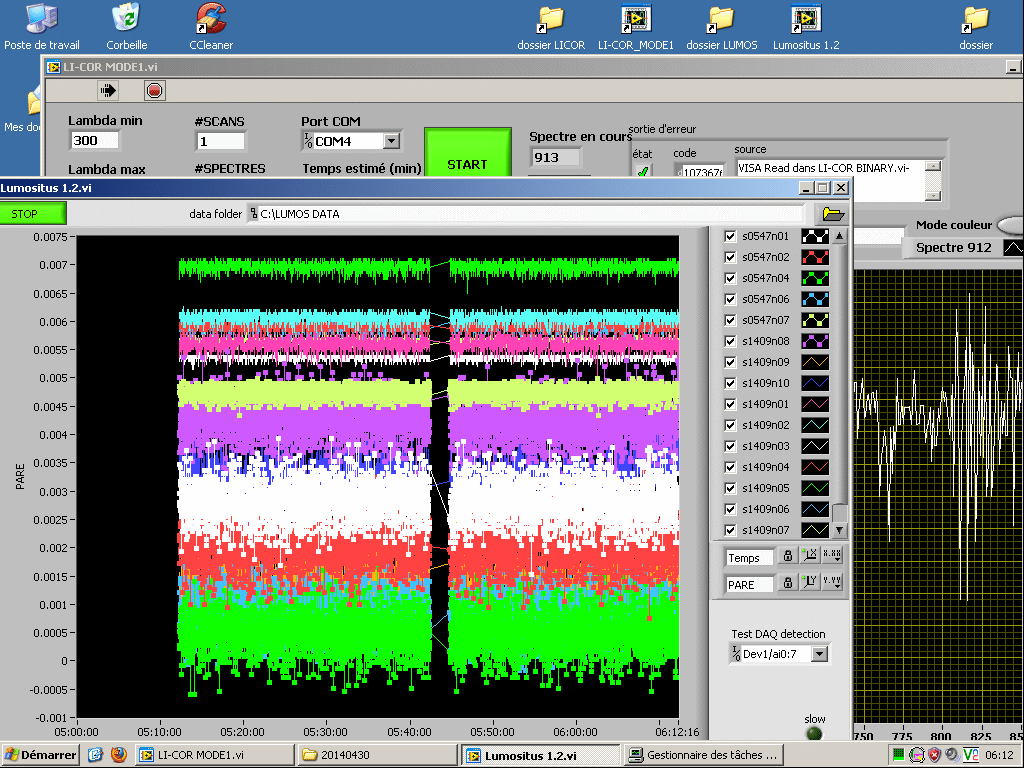 Poste de travail
Corbeille
CCleaner
dossier LICOR
LI-COR_MODE1
dossier LUMOS
Lumositus 1.2
dossier
LI-COR MODE1.vi
Mes do
Lambda min
300
Lambda max
#SCANS
1
#SPECTRES
Port COM
COM4
Temps estimé (min)
START
Spectre en cours
913
sortie d'erreur
état
code
source
VISA Read dans LI-COR BINARY.vi-
Mode couleur
Spectre 912
Lumositus 1.2.vi
STOP
data folder
C:\LUMOS DATA
0.0075
0.007
0.0065
0.006
0.0055
0.005
0.0045
0.004
0.0035
0.003
0.0025
0.002
0.0015
0.001
0.0005
0
-0.0005
-0.001
PARE
05:00:00
05:10:00
05:20:00
05:30:00
05:40:00
05:50:00
06:00:00
06:12:16
s0547n01
s0547n02
s0547n04
s0547n06
s0547n07
s1409n08
s1409n09
s1409n10
s1409n01
s1409n02
s1409n03
s1409n04
s1409n05
s1409n06
s1409n07
Temps
PARE
Test DAQ detection
Dev1/ai0:7
slow
750
775
800
825
85
Démarrer
LI-COR MODE1.vi
20140430
Lumositus 1.2.vi
Gestionnaire des tâches ...
06:12